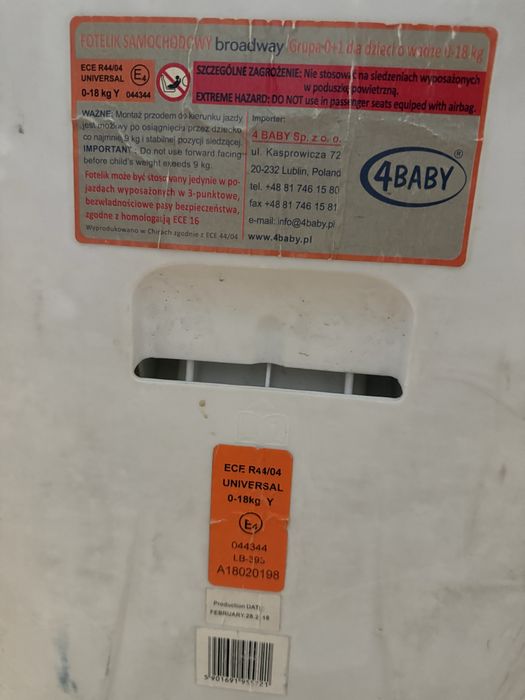 FOTELIK SAMOCHODOWY broadway Grupa 0+1 dla dzieci o wadze 0-18 kg
ECE R44/04
UNIVERSAL
0-18 kg Y 044344
E4
SZCZEGÓLNE ZAGROŻENIE: Nie stosować na siedzeniach wyposażonych
w poduszkę powietrzną.
EXTREME HAZARD: DO NOT use in passenger seats equiped with airbag.
WAŻNE: Montaż przodem do kierunku jazdy
jest możliwy po osiągnięciu przez dziecko
co najmniej 9 kg i stabilnej pozycji siedzącej.
IMPORTANT: Do not use forward facing
before child's weight exeeds 9 kg.
Fotelik może być stosowany jedynie w po-
jazdach wyposażonych w 3-punktowe,
bezwładnościowe pasy bezpieczeństwa,
zgodne z homologacją ECE 16
Wyprodukowano w Chinach zgodnie z ECE 44/04
Importer:
4 BABY Sp. z o. o.
ul. Kasprowicza 72
20-232 Lublin, Poland
tel. +48 81 746 15 80
fax +48 81 746 15 81
e-mail: info@4baby.pl
www.4baby.pl
4BABY®
ECE R44/04
UNIVERSAL
0-18kg Y
E4
044344
LB-393
A18020198
Production DATE
FEBRUARY.28.2 18
5 901691 9